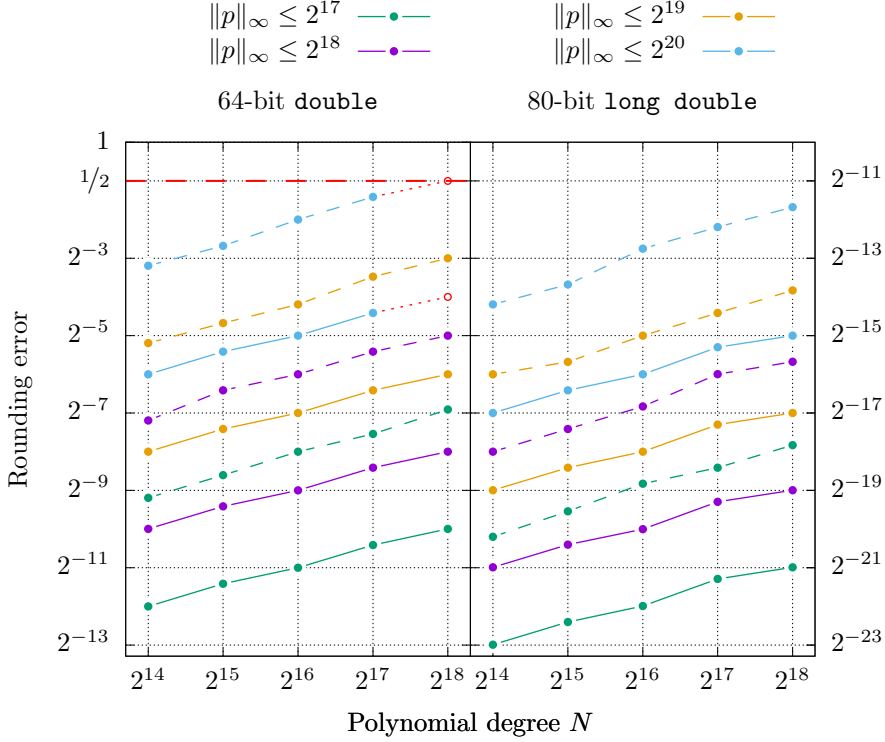 ‖p‖∞ ≤ 2^17 ‖p‖∞ ≤ 2^19
‖p‖∞ ≤ 2^18 ‖p‖∞ ≤ 2^20
64-bit double 80-bit long double
1
1/2 2^−11
2^−3 2^−13
2^−5 2^−15
2^−7 2^−17
2^−9 2^−19
2^−11 2^−21
2^−13 2^−23
Rounding error
2^14 2^15 2^16 2^17 2^18 2^14 2^15 2^16 2^17 2^18
Polynomial degree N